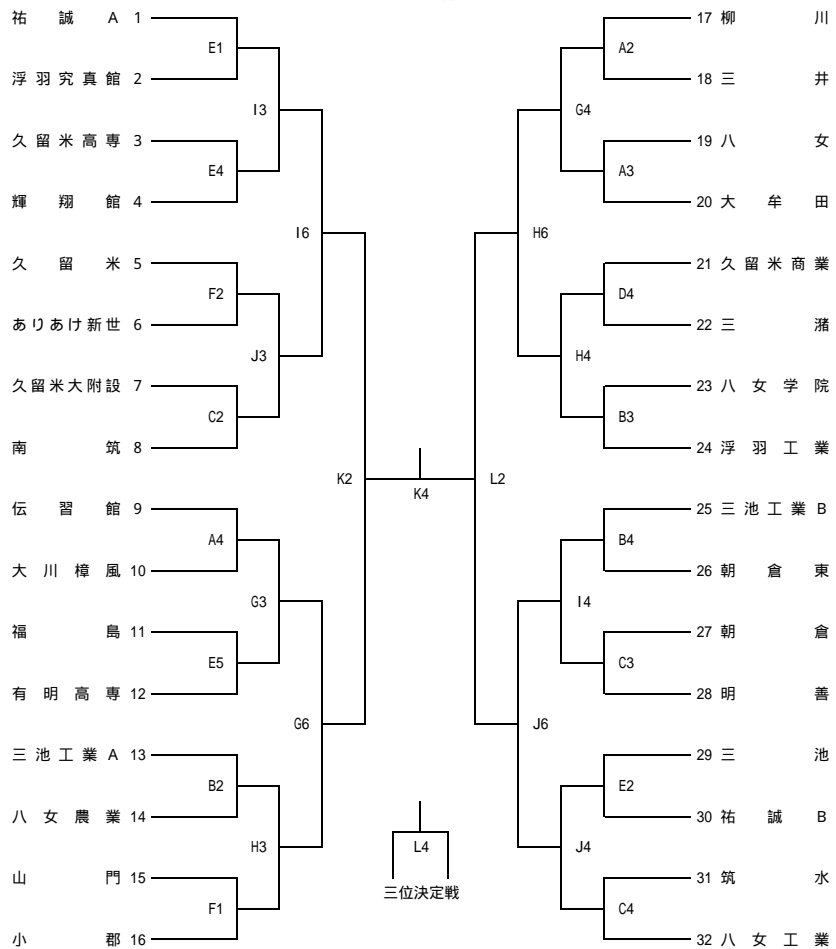 祐誠A 1
E1
浮羽究真館 2
I3
久留米高専 3
E4
輝翔館 4
I6
久留米 5
F2
ありあけ新世 6
J3
久留米大附設 7
C2
南筑 8
K2
伝習館 9
A4
大川樟風 10
G3
福島 11
E5
有明高専 12
G6
三池工業A 13
B2
八女農業 14
H3
山門 15
F1
小郡 16
K4
L4
三位決定戦
17 柳川
A2
18 三井
G4
19 八女
A3
20 大牟田
H6
21 久留米商業
D4
22 三潴
H4
23 八女学院
B3
24 浮羽工業
L2
25 三池工業B
B4
26 朝倉東
I4
27 朝倉
C3
28 明善
J6
29 三池
E2
30 祐誠B
J4
31 筑水
C4
32 八女工業